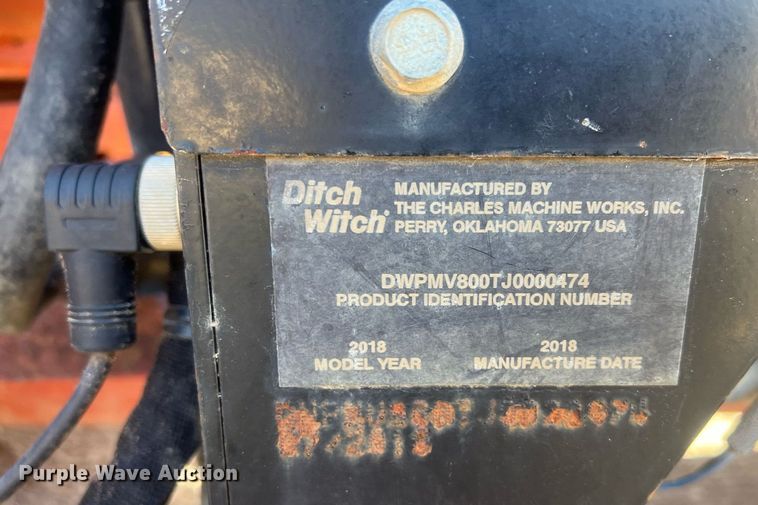 Ditch Witch®
MANUFACTURED BY
THE CHARLES MACHINE WORKS, INC.
PERRY, OKLAHOMA 73077 USA
DWPMV800TJ0000474
PRODUCT IDENTIFICATION NUMBER
2018
MODEL YEAR
2018
MANUFACTURE DATE
Purple Wave Auction